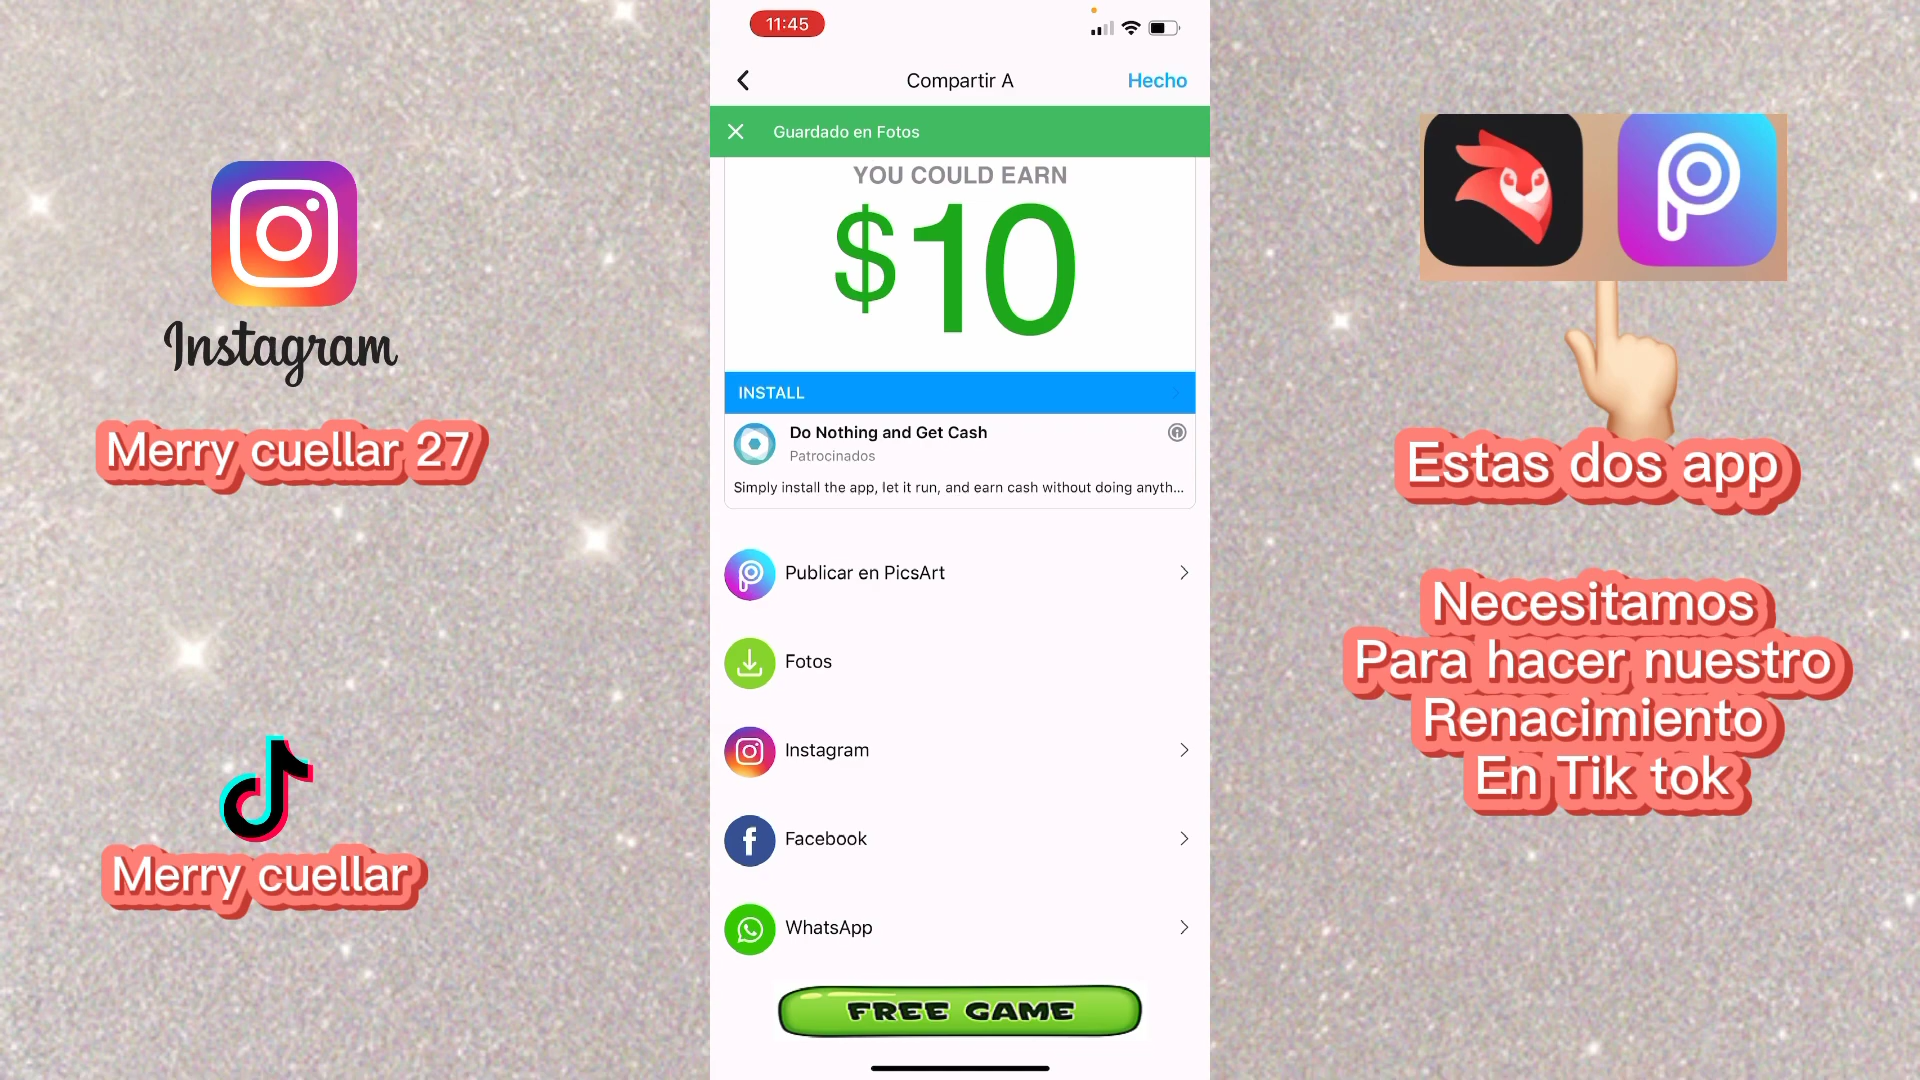 Instagram
Merry cuellar 27
Merry cuellar
11:45
Compartir A
Hecho
Guardado en Fotos
YOU COULD EARN
$10
INSTALL
Do Nothing and Get Cash
Patrocinados
Simply install the app, let it run, and earn cash without doing anyth...
Publicar en PicsArt
Fotos
Instagram
Facebook
WhatsApp
FREE GAME
Estas dos app
Necesitamos
Para hacer nuestro
Renacimiento
En Tik tok